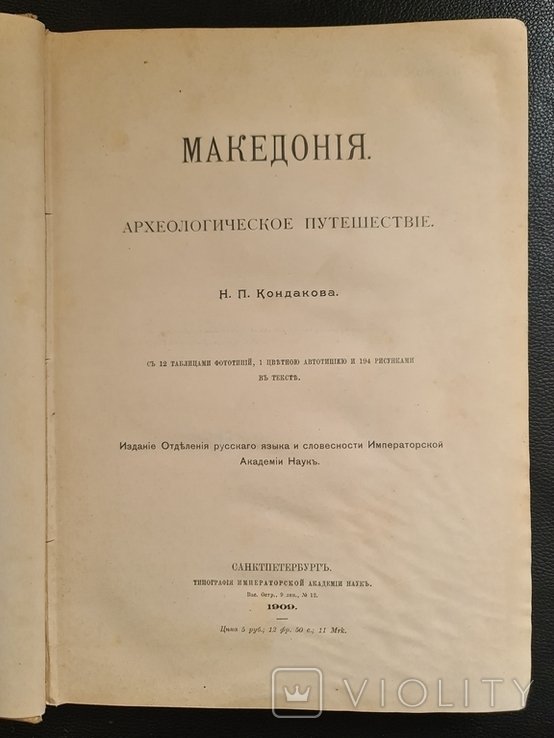 МАКЕДОНІЯ.
АРХЕОЛОГИЧЕСКОЕ ПУТЕШЕСТВІЕ.
Н. П. Кондакова.
СЪ 12 ТАБЛИЦАМИ ФОТОТИПІЙ, 1 ЦВѢТНОЮ АВТОТИПІЕЮ И 194 РИСУНКАМИ
ВЪ ТЕКСТѢ.
Изданіе Отдѣленія русскаго языка и словесности Императорской
Академіи Наукъ.
САНКТПЕТЕРБУРГЪ.
ТИПОГРАФІЯ ИМПЕРАТОРСКОЙ АКАДЕМІИ НАУКЪ.
Вас. Остр., 9 лин., № 12.
1909.
Цѣна 5 руб.; 12 фр. 50 с.; 11 Mrk.
VIOLITY